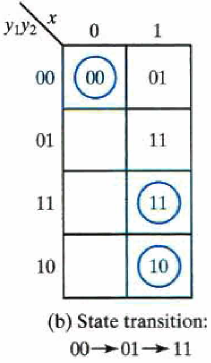 x
y₁y₂ 0 1
00 00 01
01 11
11 11
10 10
(b) State transition:
00→01→11